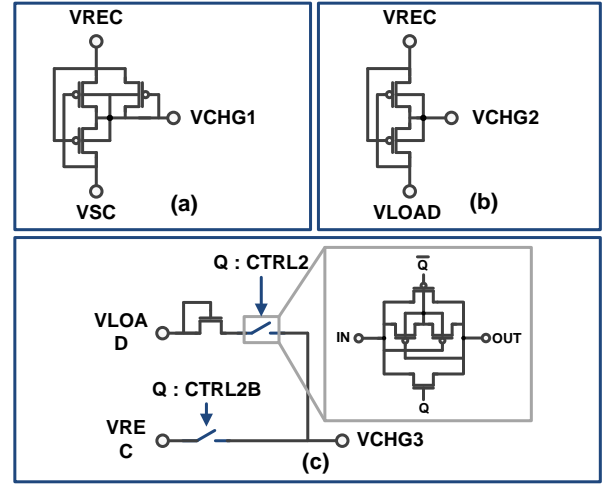 VREC
VCHG1
VSC
(a)
VREC
VCHG2
VLOAD
(b)
Q : CTRL2
VLOA
D
Q : CTRL2B
VRE
C
VCHG3
(c)
Q̅
IN
OUT
Q